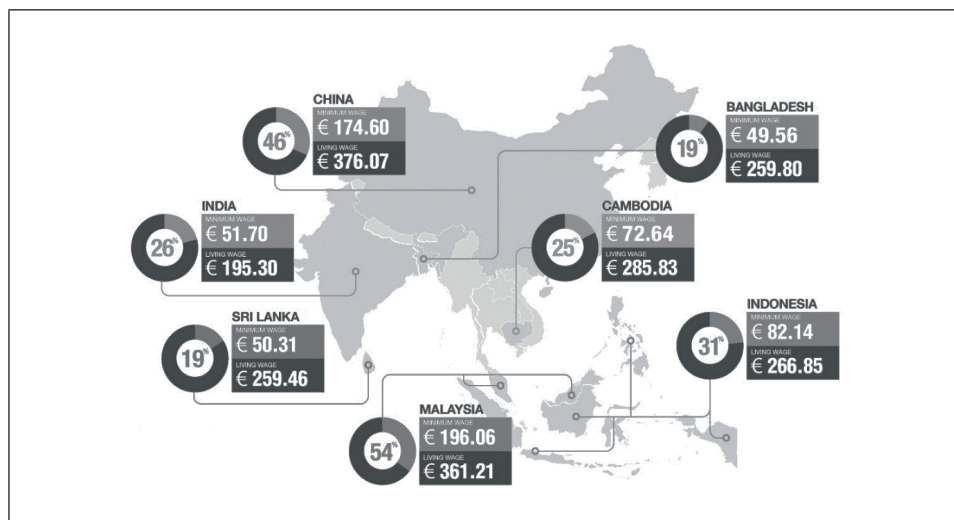 CHINA
MINIMUM WAGE
€ 174.60
LIVING WAGE
€ 376.07
46%
BANGLADESH
MINIMUM WAGE
€ 49.56
LIVING WAGE
€ 259.80
19%
INDIA
MINIMUM WAGE
€ 51.70
LIVING WAGE
€ 195.30
26%
CAMBODIA
MINIMUM WAGE
€ 72.64
LIVING WAGE
€ 285.83
25%
SRI LANKA
MINIMUM WAGE
€ 50.31
LIVING WAGE
€ 259.46
19%
INDONESIA
MINIMUM WAGE
€ 82.14
LIVING WAGE
€ 266.85
31%
MALAYSIA
MINIMUM WAGE
€ 196.06
LIVING WAGE
€ 361.21
54%